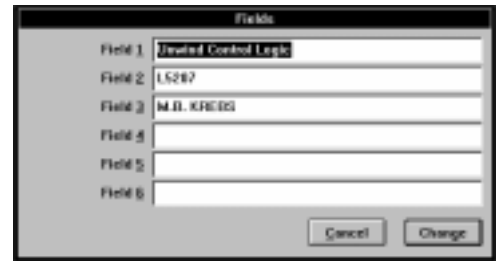 Fields
Field 1 Unwind Control Logic
Field 2 L5207
Field 3 M.B. KREBS
Field 4
Field 5
Field 6
Cancel Change